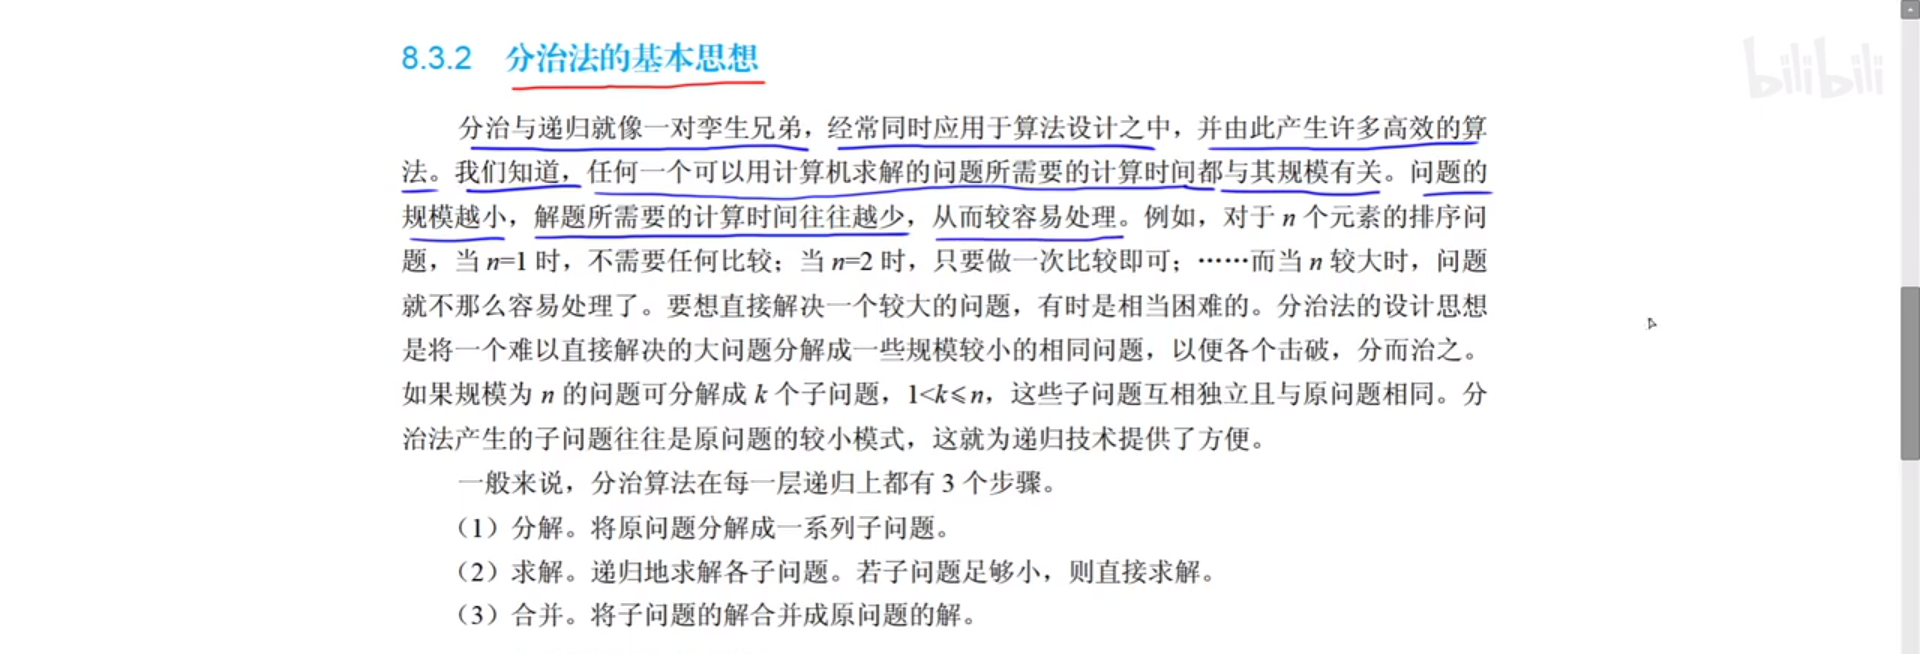 bilibili
8.3.2 分治法的基本思想
分治与递归就像一对孪生兄弟，经常同时应用于算法设计之中，并由此产生许多高效的算
法。我们知道，任何一个可以用计算机求解的问题所需要的计算时间都与其规模有关。问题的
规模越小，解题所需要的计算时间往往越少，从而较容易处理。例如，对于 n 个元素的排序问
题，当 n=1 时，不需要任何比较；当 n=2 时，只要做一次比较即可；……而当 n 较大时，问题
就不那么容易处理了。要想直接解决一个较大的问题，有时是相当困难的。分治法的设计思想
是将一个难以直接解决的大问题分解成一些规模较小的相同问题，以便各个击破，分而治之。
如果规模为 n 的问题可分解成 k 个子问题，1<k≤n，这些子问题互相独立且与原问题相同。分
治法产生的子问题往往是原问题的较小模式，这就为递归技术提供了方便。
一般来说，分治算法在每一层递归上都有 3 个步骤。
（1）分解。将原问题分解成一系列子问题。
（2）求解。递归地求解各子问题。若子问题足够小，则直接求解。
（3）合并。将子问题的解合并成原问题的解。